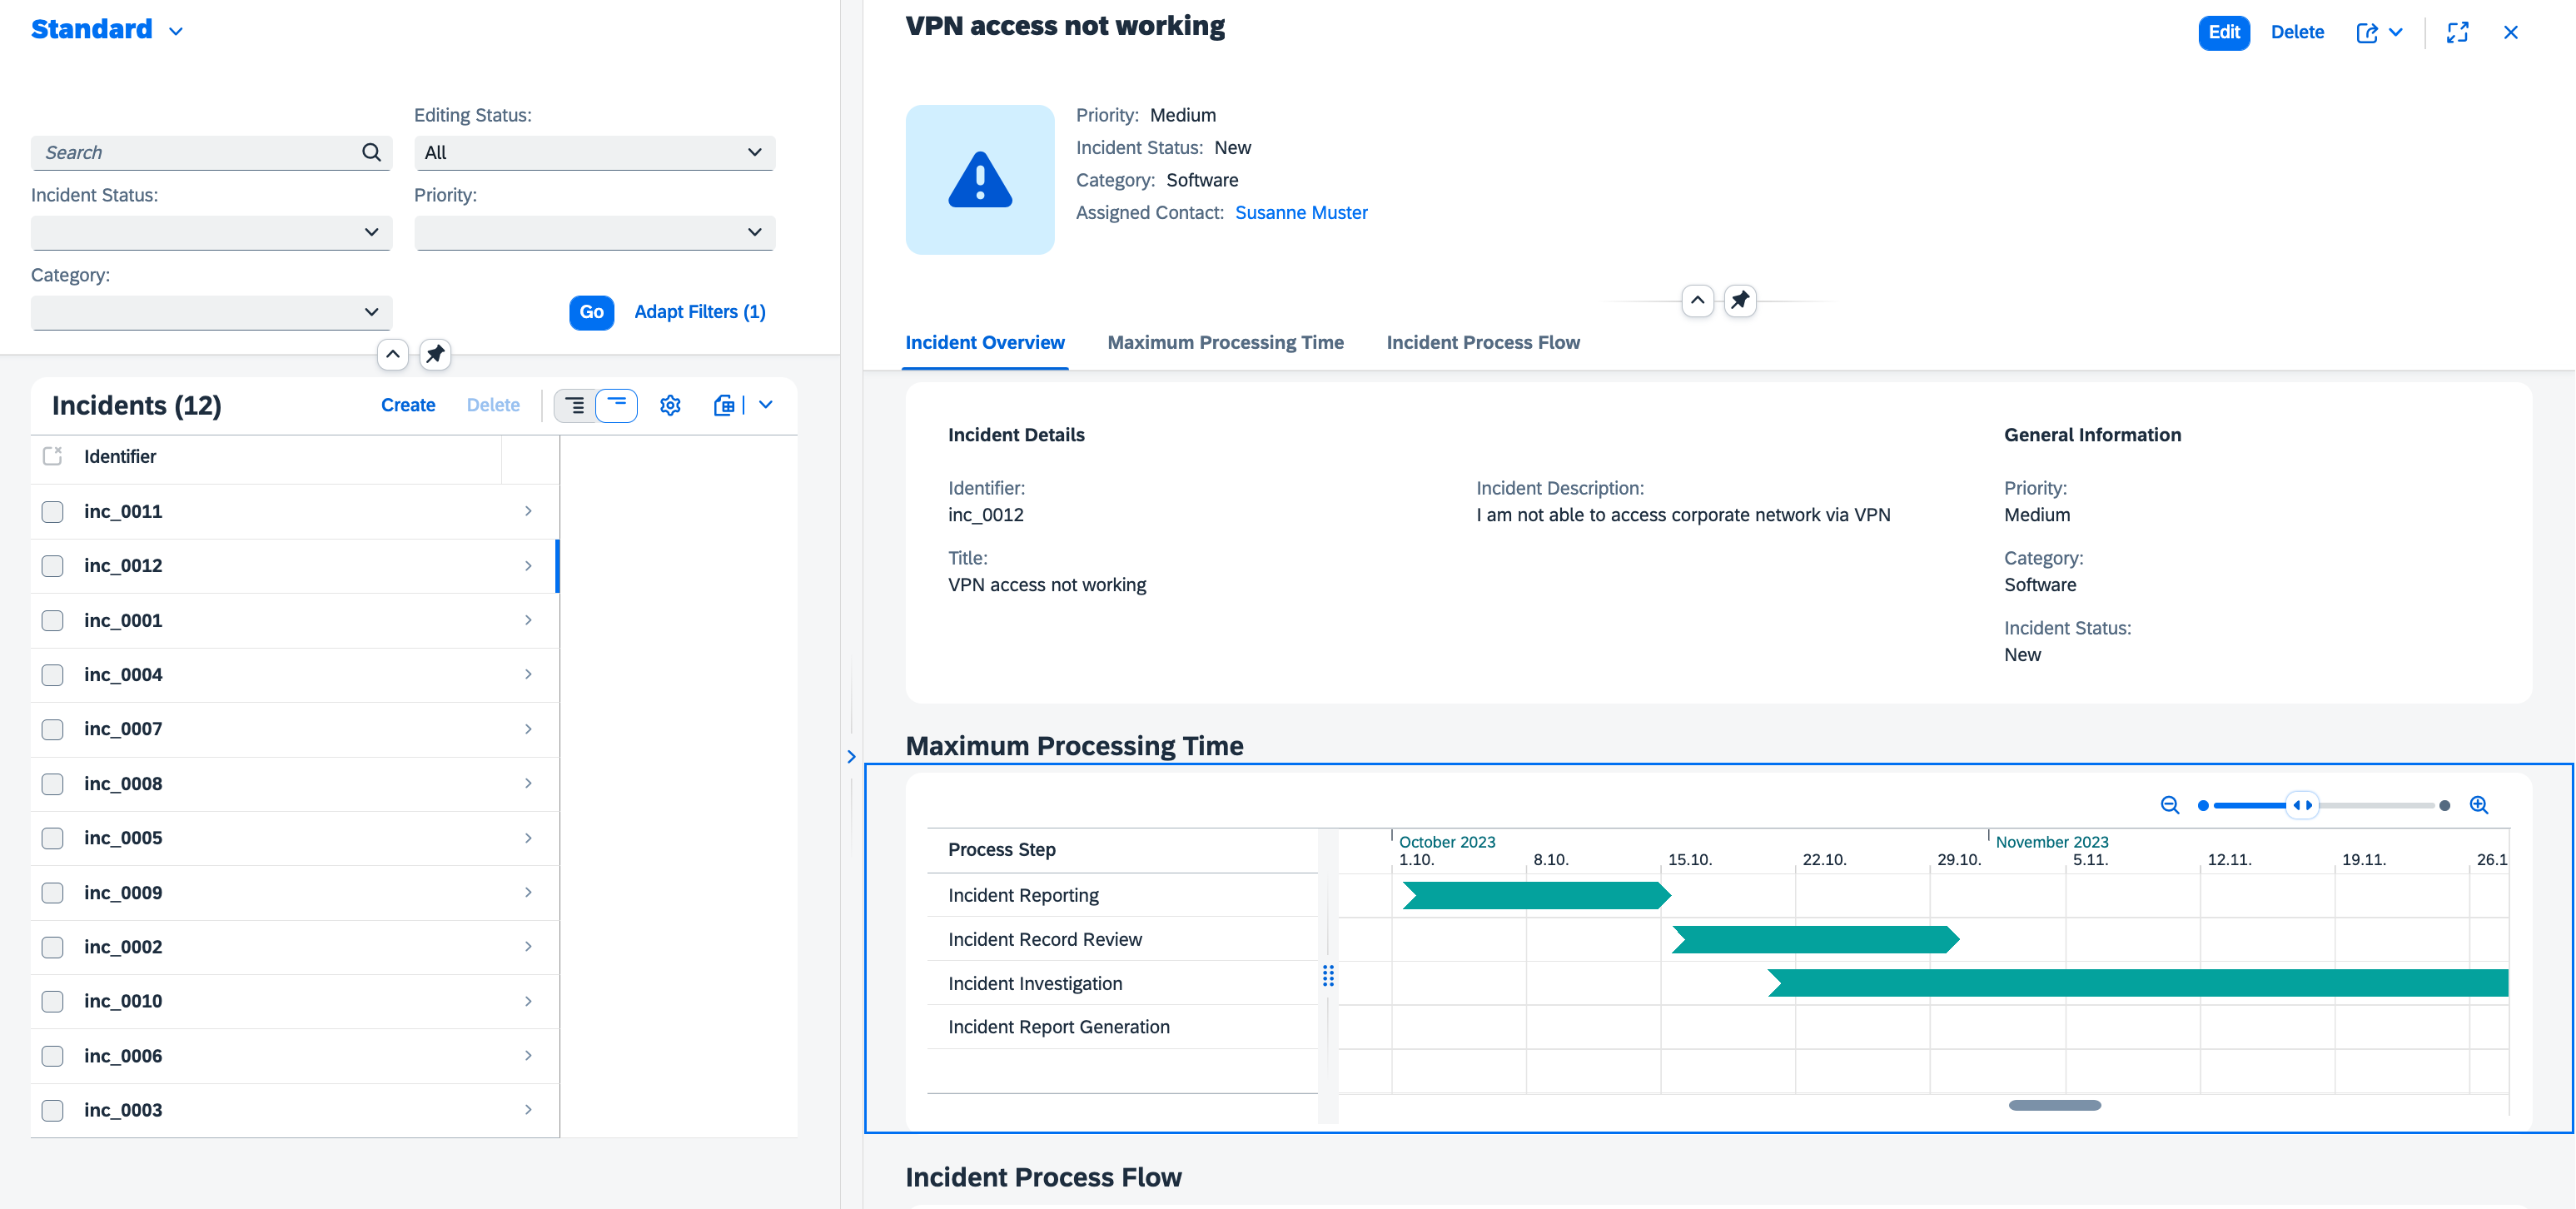 Standard
Editing Status:
Search
All
Incident Status:
Priority:
Category:
Go
Adapt Filters (1)
Incidents (12)
Create
Delete
Identifier
inc_0011
inc_0012
inc_0001
inc_0004
inc_0007
inc_0008
inc_0005
inc_0009
inc_0002
inc_0010
inc_0006
inc_0003
VPN access not working
Edit
Delete
Priority: Medium
Incident Status: New
Category: Software
Assigned Contact: Susanne Muster
Incident Overview
Maximum Processing Time
Incident Process Flow
Incident Details
Identifier:
inc_0012
Title:
VPN access not working
Incident Description:
I am not able to access corporate network via VPN
General Information
Priority:
Medium
Category:
Software
Incident Status:
New
Maximum Processing Time
Process Step
October 2023
November 2023
1.10.
8.10.
15.10.
22.10.
29.10.
5.11.
12.11.
19.11.
26.1
Incident Reporting
Incident Record Review
Incident Investigation
Incident Report Generation
Incident Process Flow